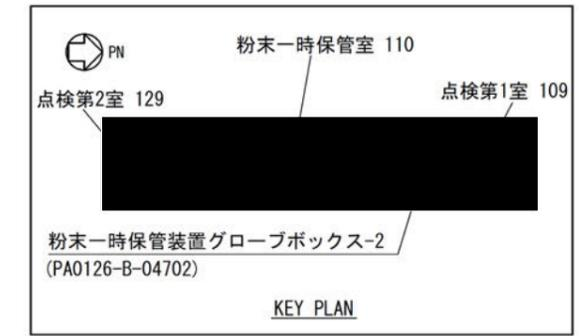 PN
粉末一時保管室 110
点検第1室 109
点検第2室 129
粉末一時保管装置グローブボックス-2
(PA0126-B-04702)
KEY PLAN